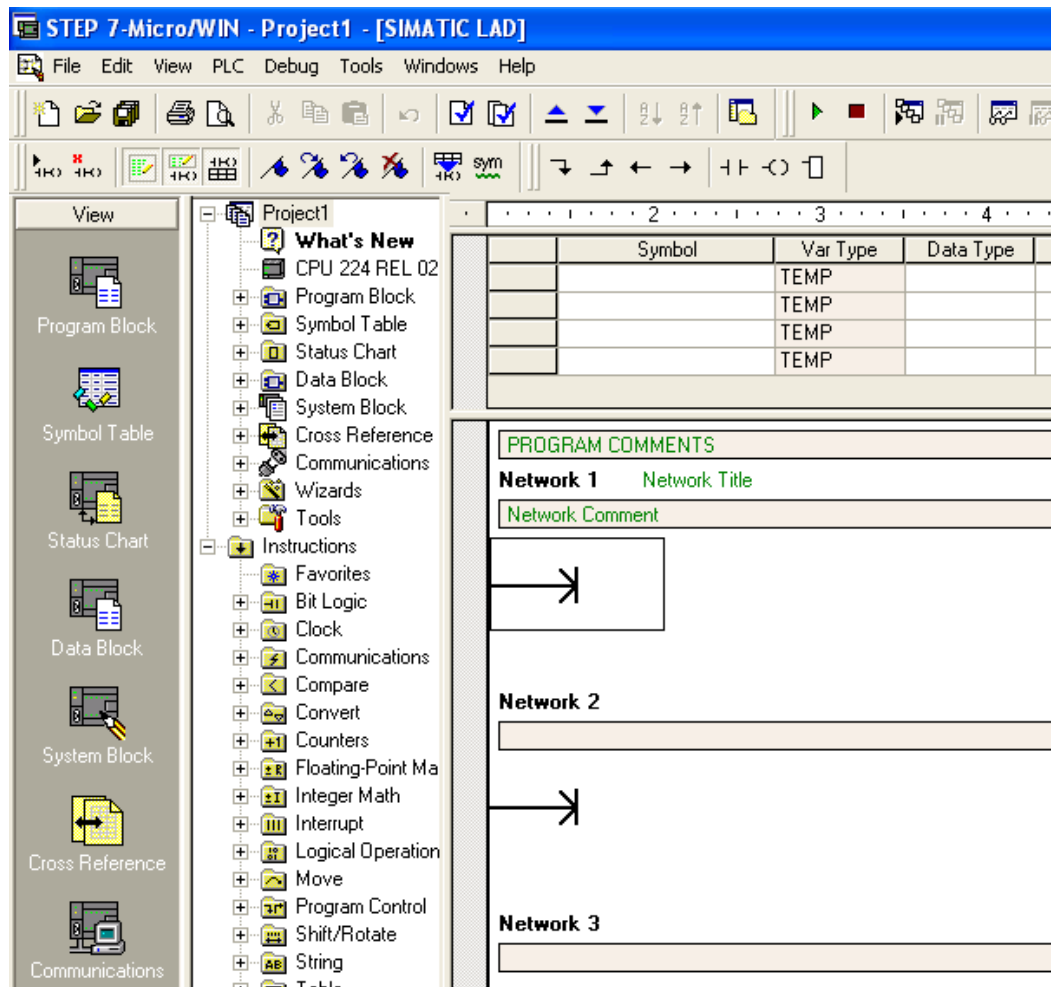 STEP 7-Micro/WIN - Project1 - [SIMATIC LAD]
File Edit View PLC Debug Tools Windows Help
sym
View
Program Block
Symbol Table
Status Chart
Data Block
System Block
Cross Reference
Communications
Project1
What's New
CPU 224 REL 02
Program Block
Symbol Table
Status Chart
Data Block
System Block
Cross Reference
Communications
Wizards
Tools
Instructions
Favorites
Bit Logic
Clock
Communications
Compare
Convert
Counters
Floating-Point Ma
Integer Math
Interrupt
Logical Operation
Move
Program Control
Shift/Rotate
String
2 3 4
Symbol Var Type Data Type
TEMP
TEMP
TEMP
TEMP
PROGRAM COMMENTS
Network 1 Network Title
Network Comment
Network 2
Network 3